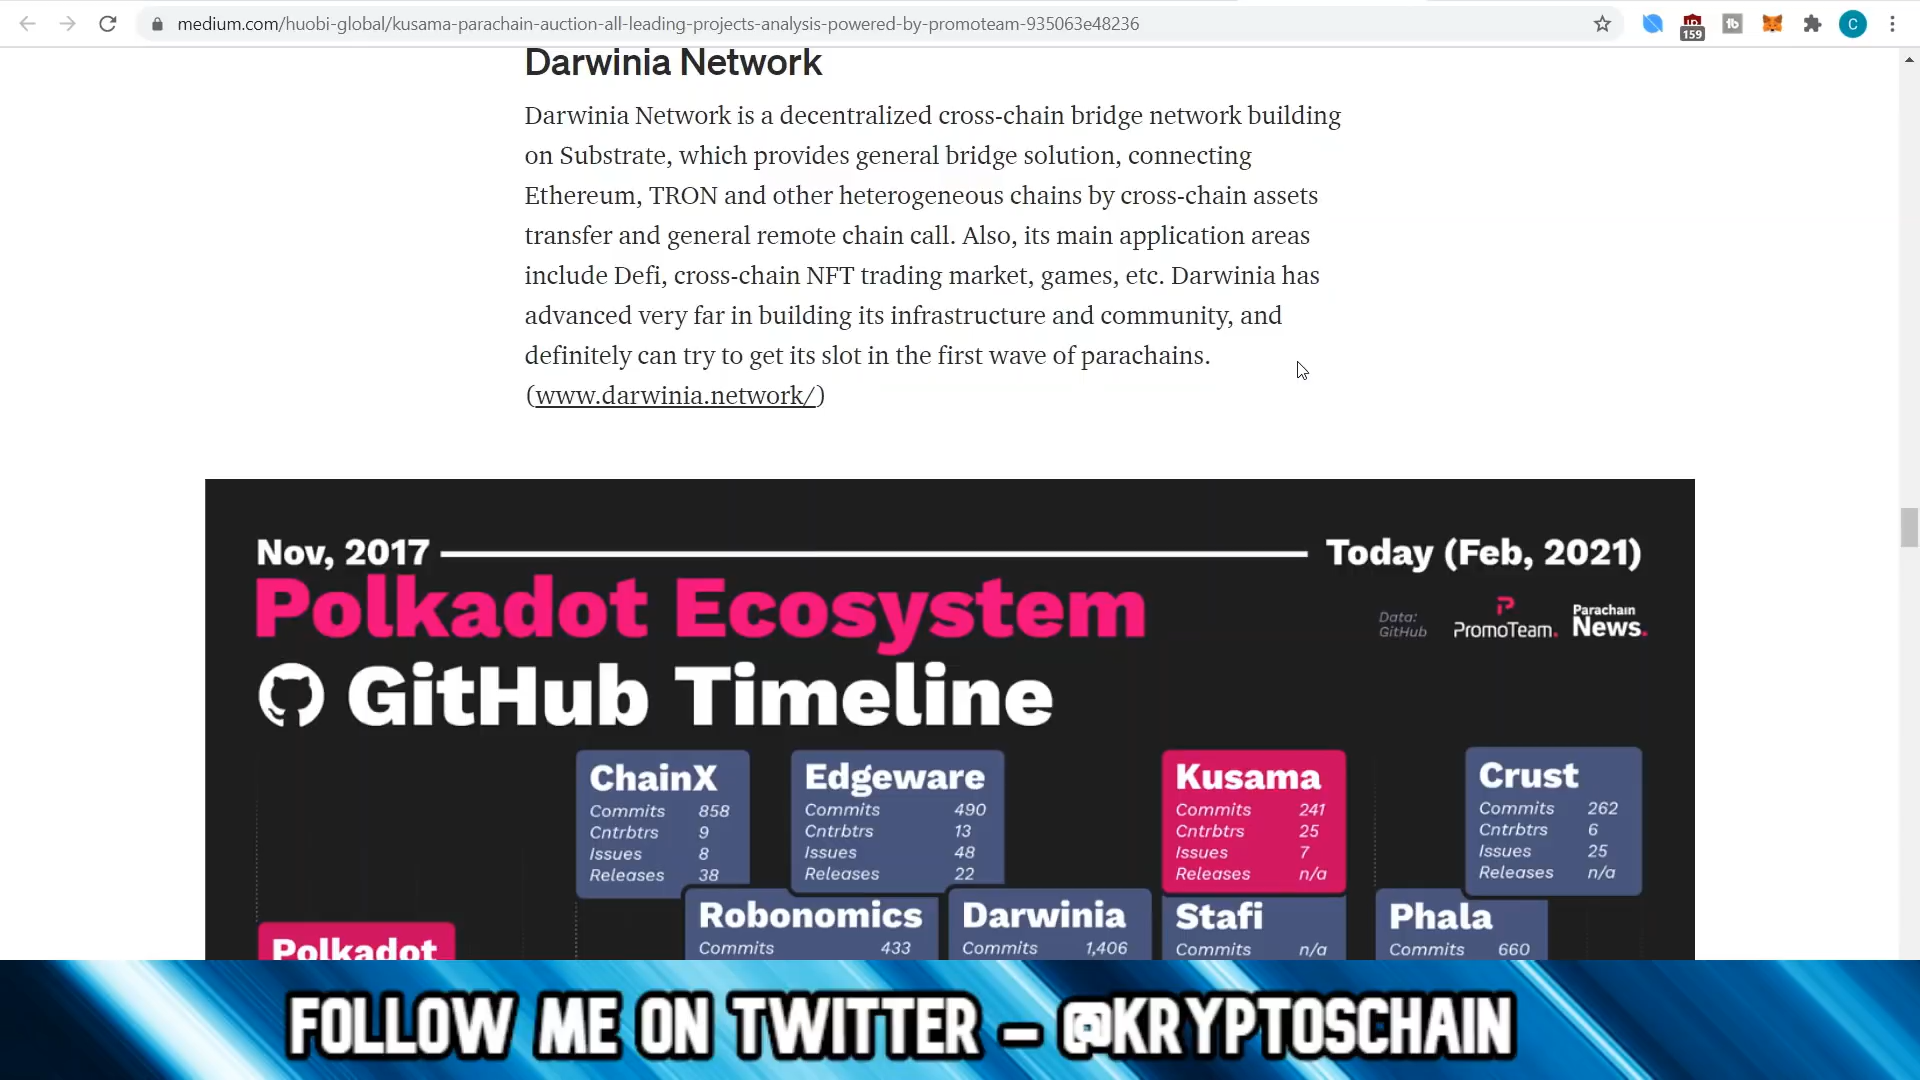 medium.com/huobi-global/kusama-parachain-auction-all-leading-projects-analysis-powered-by-promoteam-935063e48236
159
C
Darwinia Network
Darwinia Network is a decentralized cross-chain bridge network building
on Substrate, which provides general bridge solution, connecting
Ethereum, TRON and other heterogeneous chains by cross-chain assets
transfer and general remote chain call. Also, its main application areas
include Defi, cross-chain NFT trading market, games, etc. Darwinia has
advanced very far in building its infrastructure and community, and
definitely can try to get its slot in the first wave of parachains.
(www.darwinia.network/)
Nov, 2017
Today (Feb, 2021)
Polkadot Ecosystem
Data:
GitHub
PromoTeam.
Parachain
News.
GitHub Timeline
ChainX
Commits 858
Cntrbtrs 9
Issues 8
Releases 38
Edgeware
Commits 490
Cntrbtrs 13
Issues 48
Releases 22
Kusama
Commits 241
Cntrbtrs 25
Issues 7
Releases n/a
Crust
Commits 262
Cntrbtrs 6
Issues 25
Releases n/a
Robonomics
Commits 433
Darwinia
Commits 1,406
Stafi
Commits n/a
Phala
Commits 660
Polkadot
FOLLOW ME ON TWITTER – @KRYPTOSCHAIN